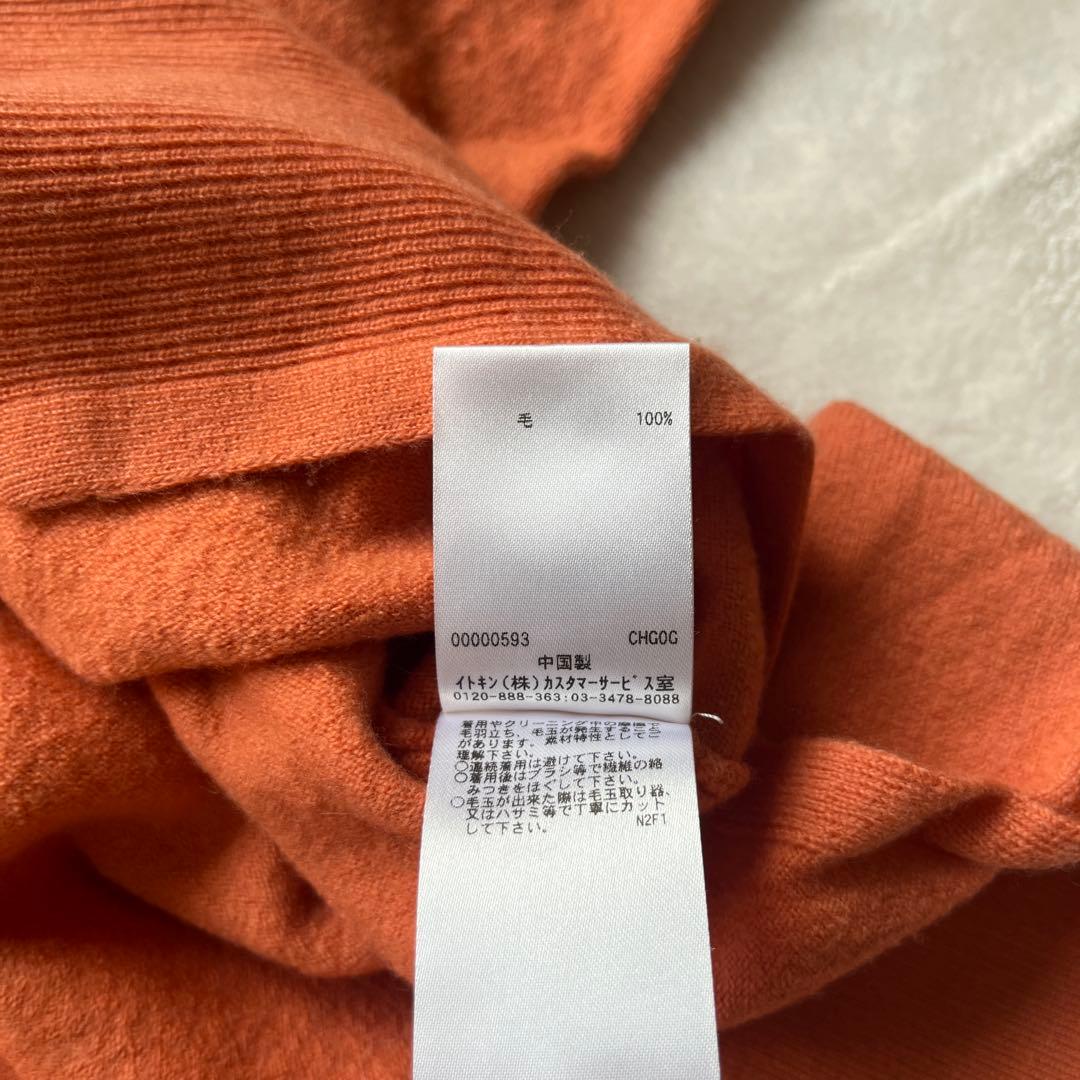 毛 100%
00000593 CHG0G
中国製
イトキン(株)カスタマーサービス室
0120-888-363:03-3478-8088
着用やクリーニング中の摩擦で
毛羽立ち、毛玉が発生するこ
があります。素材特性として
理解下さい。
○連続着用は避けて下さい。
○着用後はブラシ等で繊維の絡
みつきをほぐして下さい。
○毛玉が出来た際は毛玉取り器、
又はハサミ等で丁寧にカット
して下さい。 N2F1